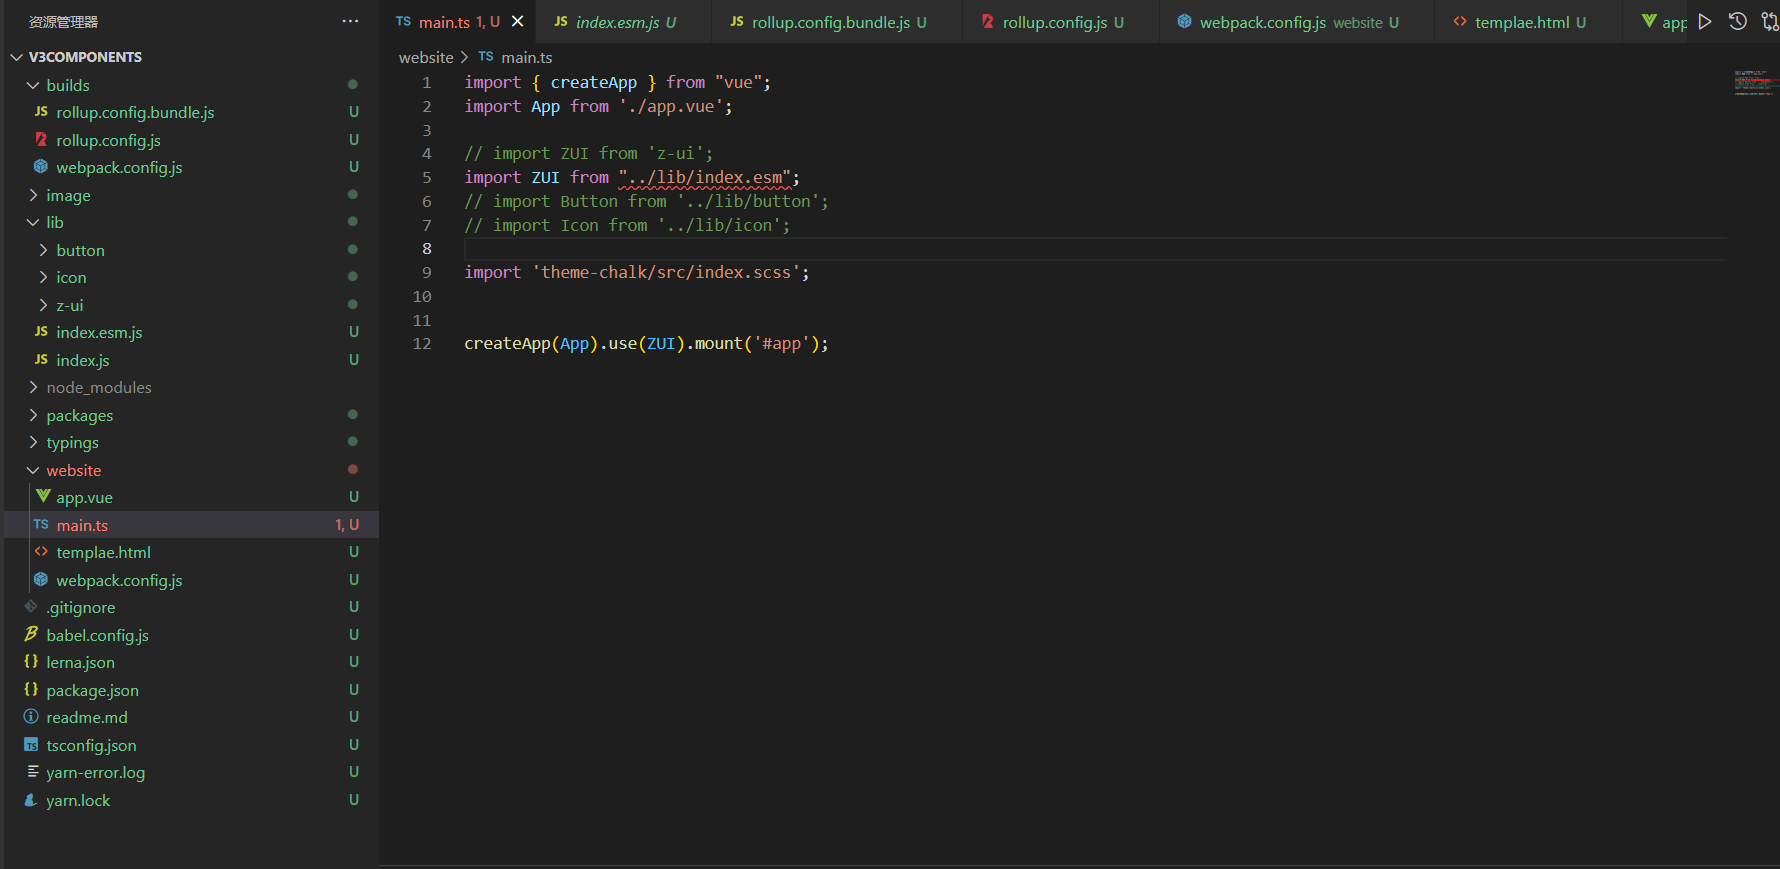 资源管理器
V3COMPONENTS
builds
JS rollup.config.bundle.js U
rollup.config.js U
webpack.config.js U
image
lib
button
icon
z-ui
JS index.esm.js U
JS index.js U
node_modules
packages
typings
website
app.vue U
TS main.ts 1, U
<> templae.html U
webpack.config.js U
.gitignore U
babel.config.js U
{} lerna.json U
{} package.json U
readme.md U
TS tsconfig.json U
yarn-error.log U
yarn.lock U
TS main.ts 1, U JS index.esm.js U JS rollup.config.bundle.js U rollup.config.js U webpack.config.js website U <> templae.html U app
website > TS main.ts
1 import { createApp } from "vue";
2 import App from './app.vue';
3
4 // import ZUI from 'z-ui';
5 import ZUI from "../lib/index.esm";
6 // import Button from '../lib/button';
7 // import Icon from '../lib/icon';
8
9 import 'theme-chalk/src/index.scss';
10
11
12 createApp(App).use(ZUI).mount('#app');